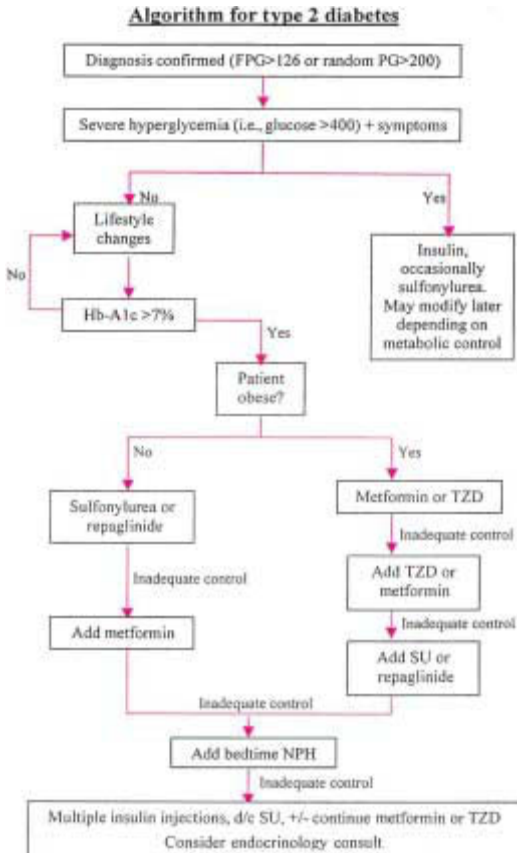 Algorithm for type 2 diabetes
Diagnosis confirmed (FPG>126 or random PG>200)
Severe hyperglycemia (i.e., glucose >400) + symptoms
No
Yes
Lifestyle
changes
Insulin,
occasionally
sulfonylurea.
May modify later
depending on
metabolic control
No
Hb-A1c >7%
Yes
Patient
obese?
No
Yes
Sulfonylurea or
repaglinide
Metformin or TZD
Inadequate control
Inadequate control
Add TZD or
metformin
Add metformin
Inadequate control
Add SU or
repaglinide
Inadequate control
Add bedtime NPH
Inadequate control
Multiple insulin injections, d/c SU, +/- continue metformin or TZD
Consider endocrinology consult.